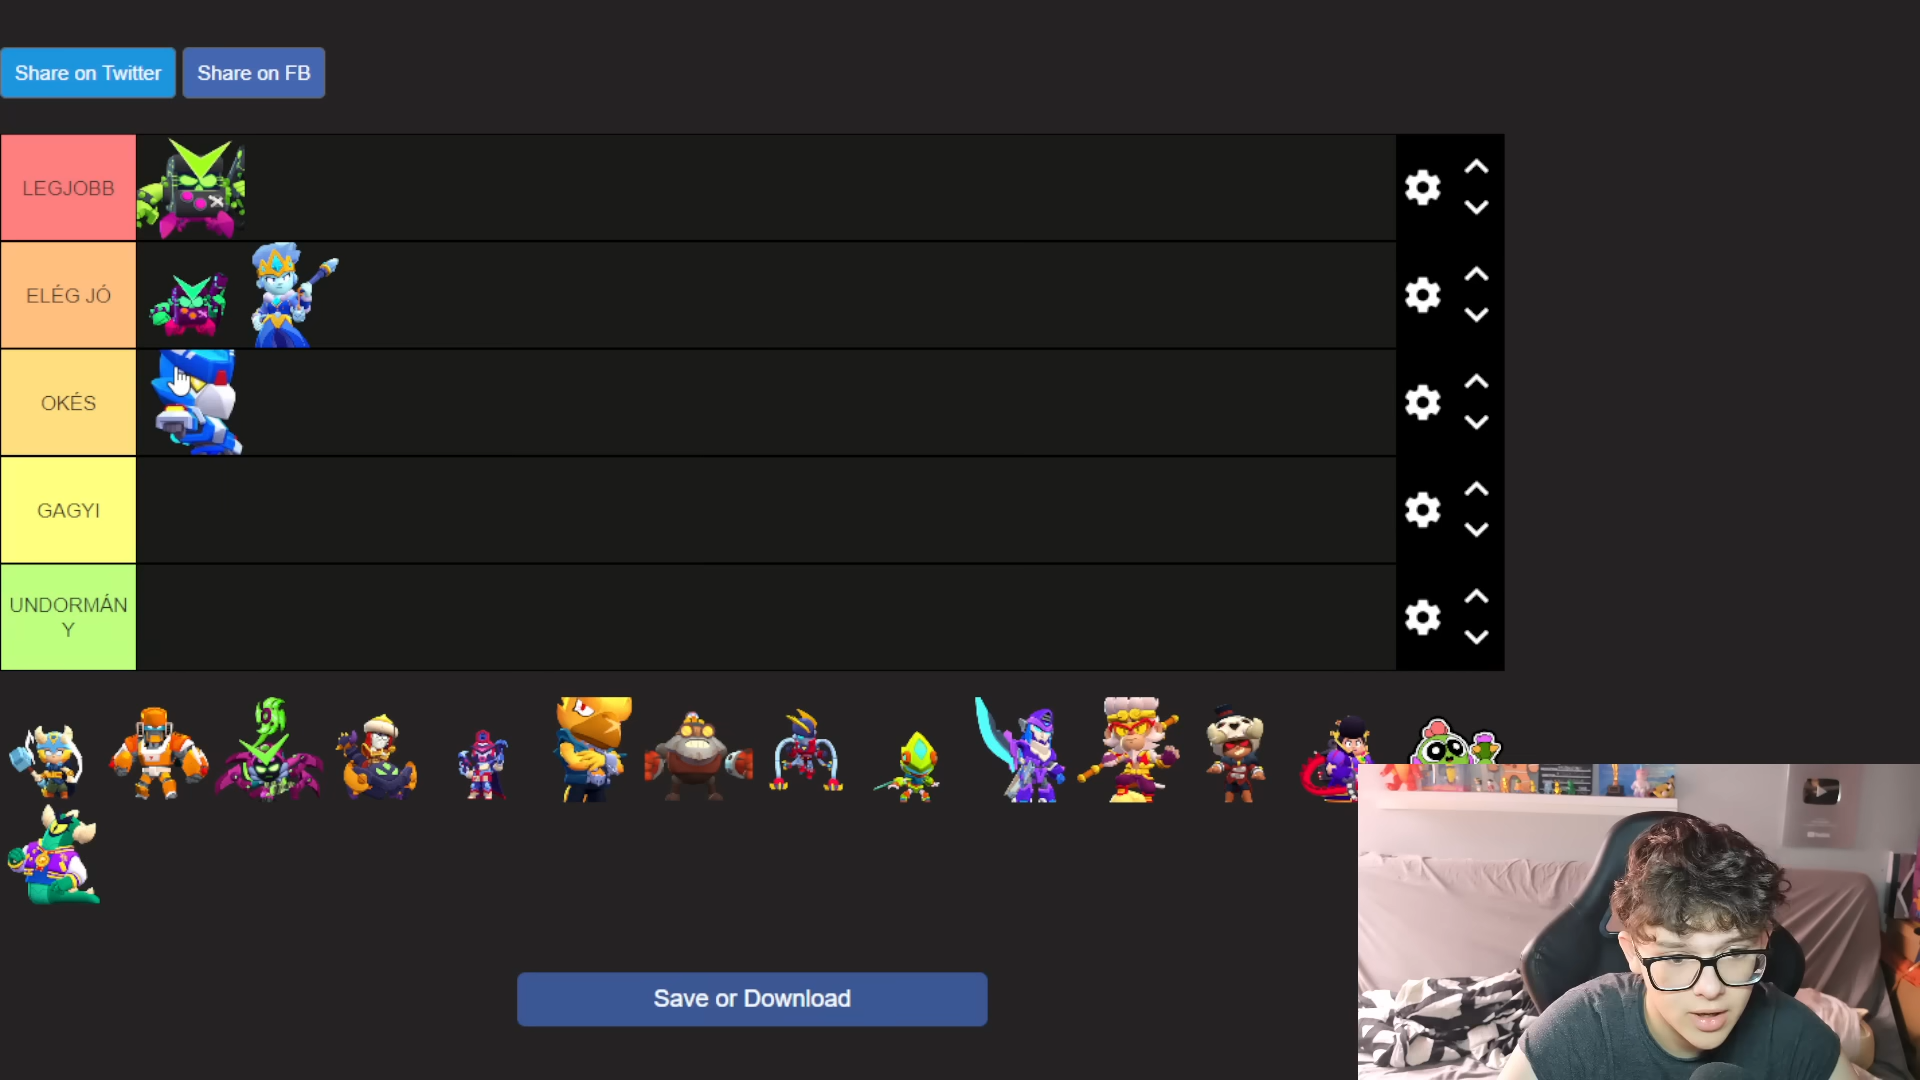 Share on Twitter
Share on FB
LEGJOBB
ELÉG JÓ
OKÉS
GAGYI
UNDORMÁN
Y
Save or Download